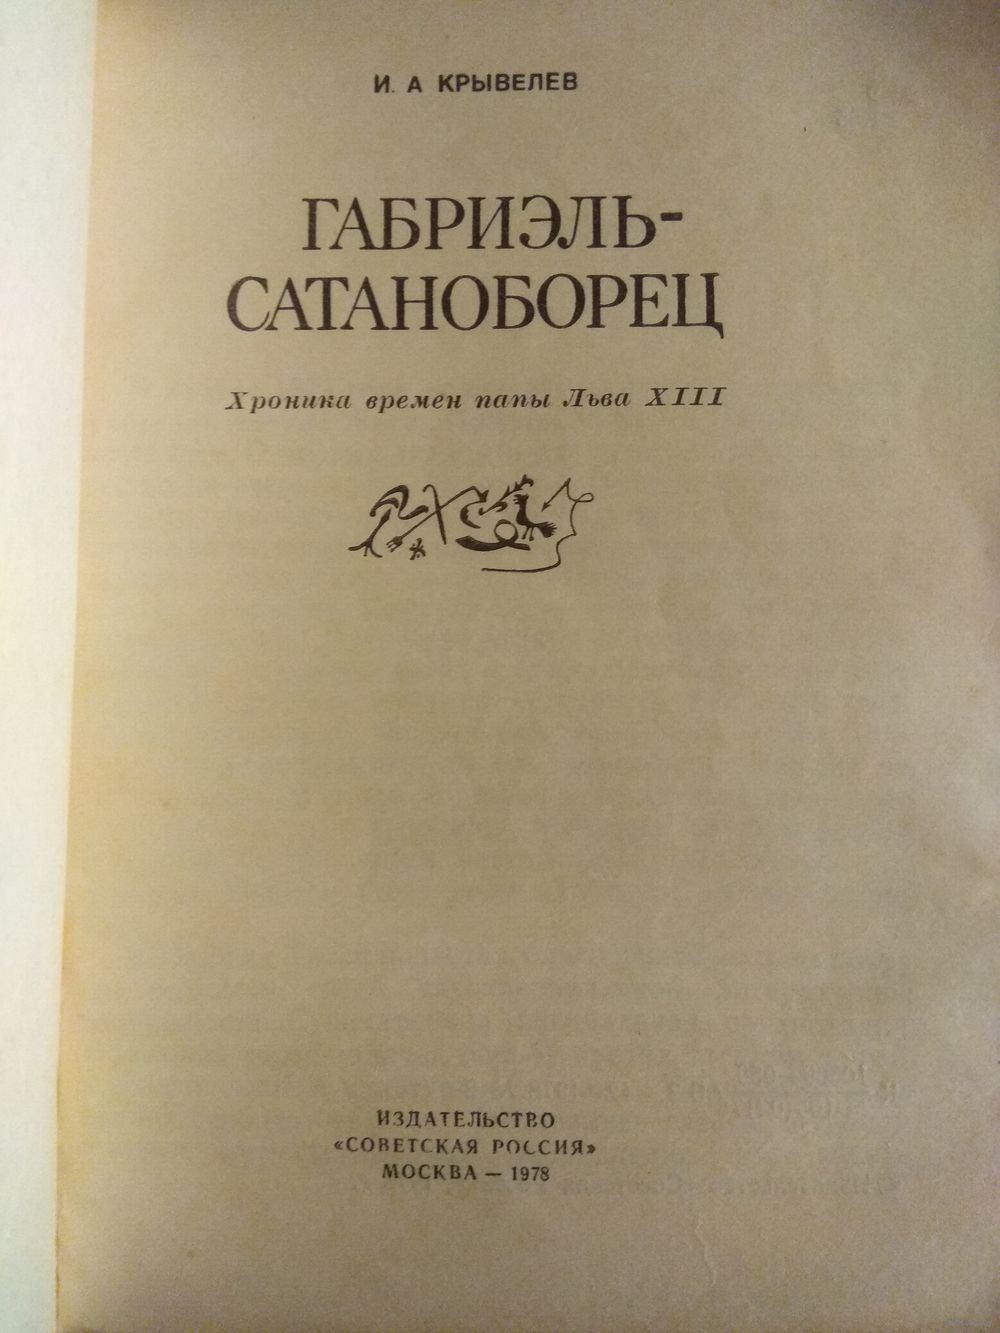 И. А КРЫВЕЛЕВ
ГАБРИЭЛЬ-
САТАНОБОРЕЦ
Хроника времен папы Льва XIII
ИЗДАТЕЛЬСТВО
«СОВЕТСКАЯ РОССИЯ»
МОСКВА — 1978